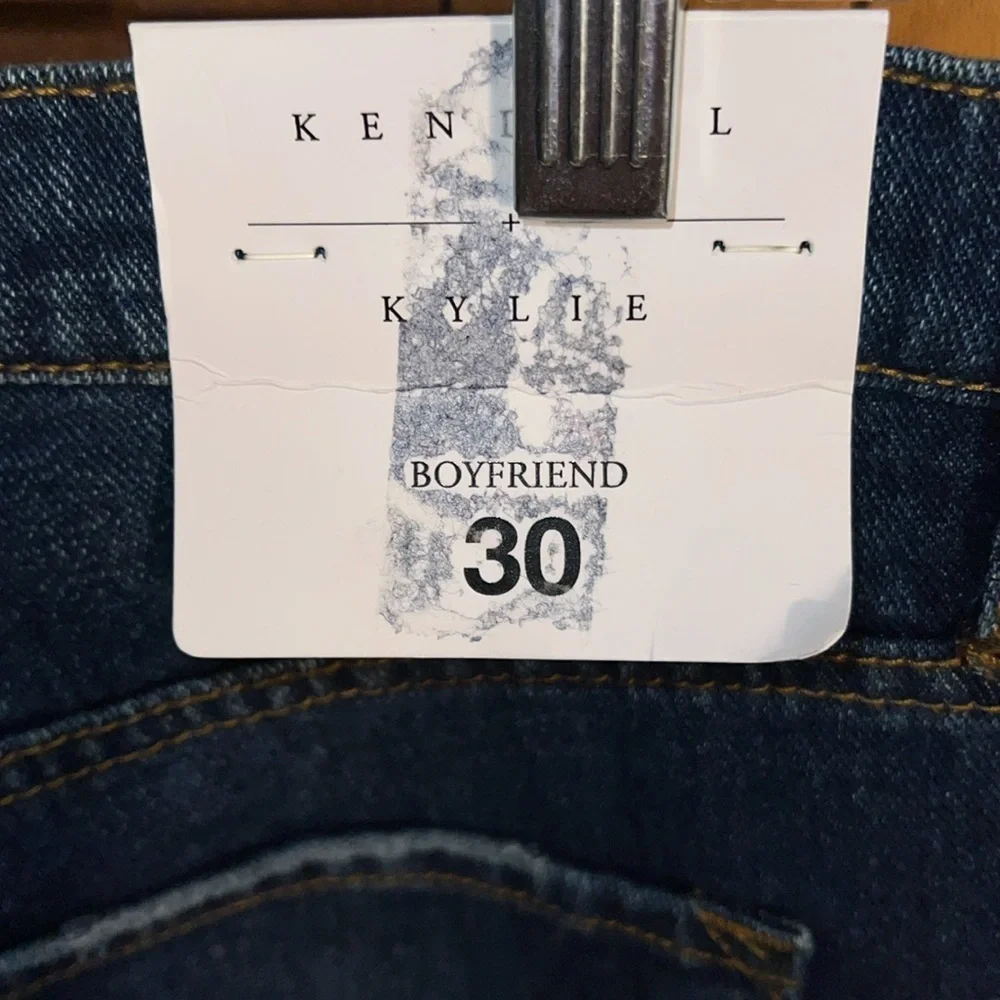 KEN L
+
KYLIE
BOYFRIEND
30